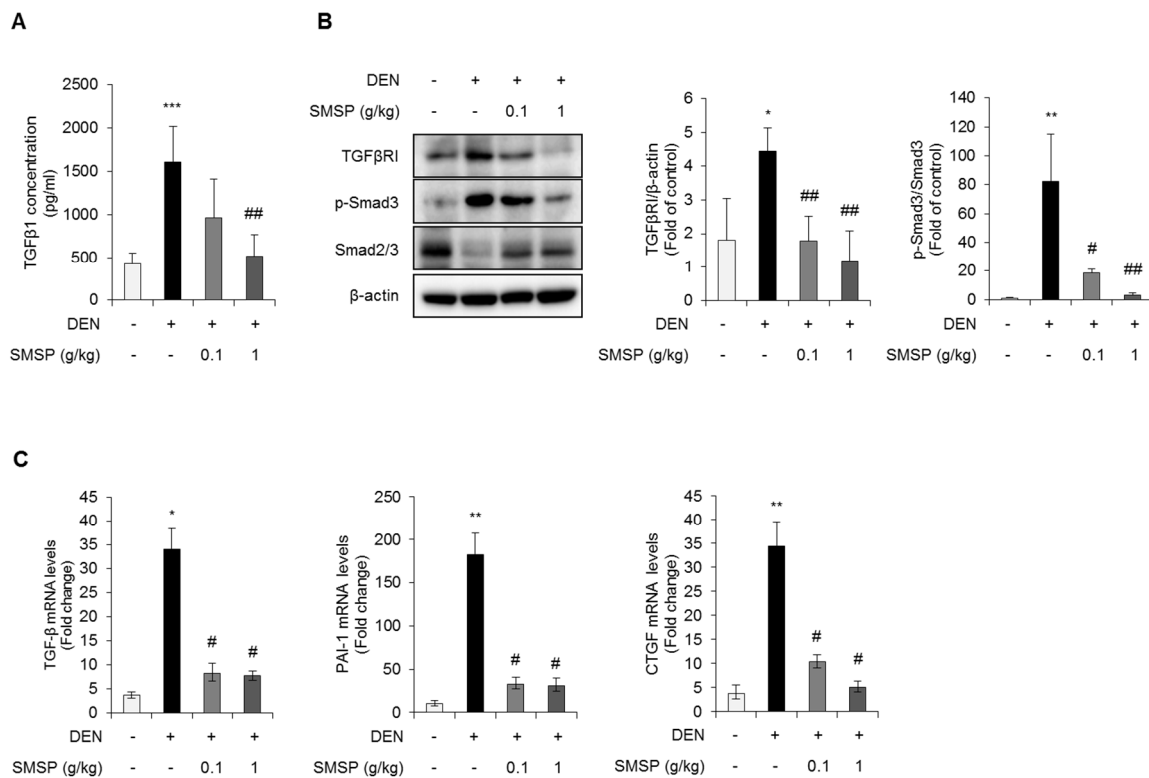 A
B
TGFβ1 concentration
(pg/ml)
2500
2000
1500
1000
500
0
***
##
DEN - + + +
SMSP (g/kg) - - 0.1 1
DEN - + + +
SMSP (g/kg) - - 0.1 1
TGFβRI
p-Smad3
Smad2/3
β-actin
TGFβRI/β-actin
(Fold of control)
6
5
4
3
2
1
0
*
##
##
DEN - + + +
SMSP (g/kg) - - 0.1 1
p-Smad3/Smad3
(Fold of control)
120
100
80
60
40
20
0
**
#
##
DEN - + + +
SMSP (g/kg) - - 0.1 1
C
TGF-β mRNA levels
(Fold change)
45
40
35
30
25
20
15
10
5
0
*
#
#
DEN - + + +
SMSP (g/kg) - - 0.1 1
PAI-1 mRNA levels
(Fold change)
250
200
150
100
50
0
**
#
#
DEN - + + +
SMSP (g/kg) - - 0.1 1
CTGF mRNA levels
(Fold change)
45
40
35
30
25
20
15
10
5
0
**
#
#
DEN - + + +
SMSP (g/kg) - - 0.1 1